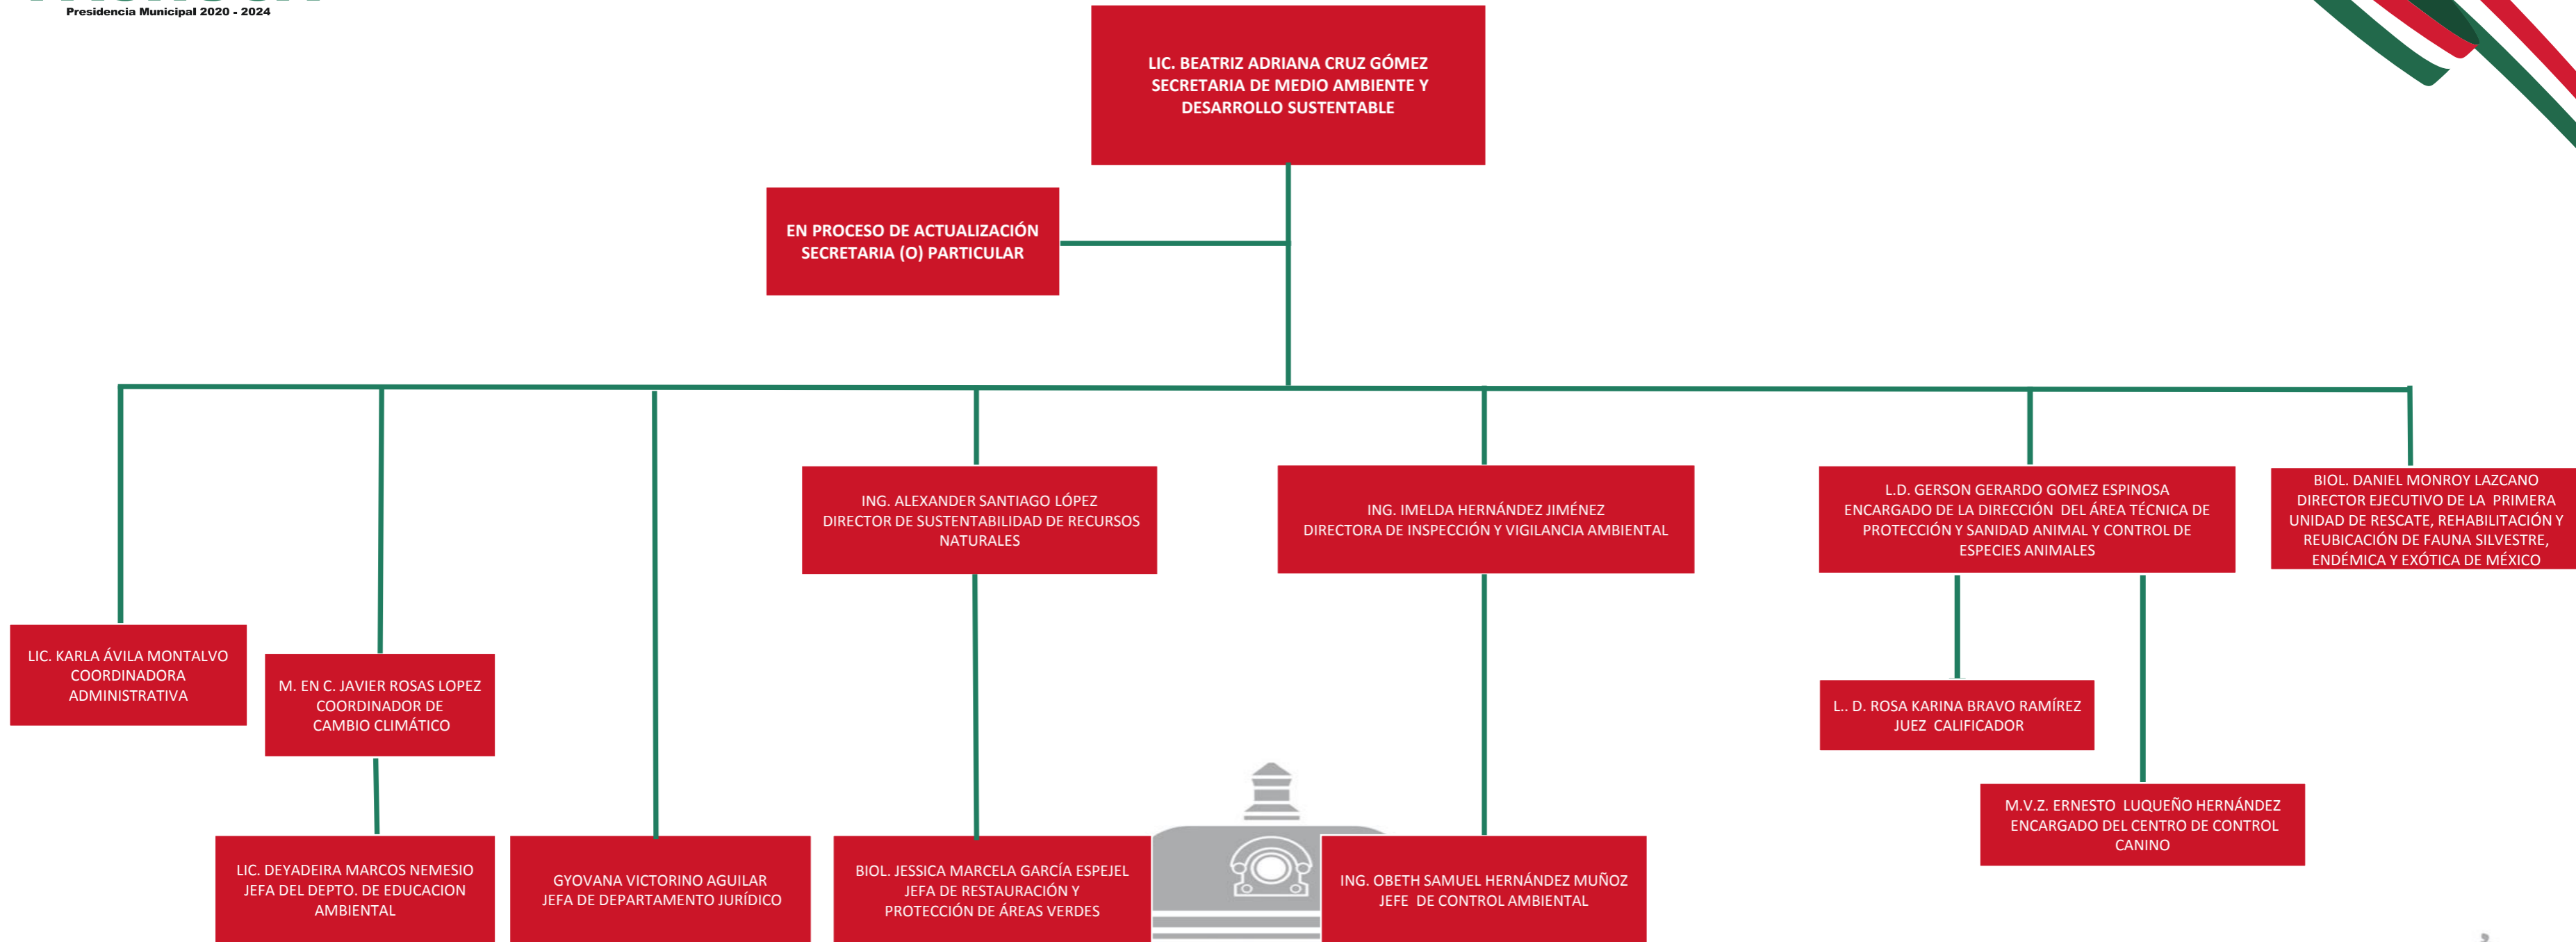 Presidencia Municipal 2020 - 2024
LIC. BEATRIZ ADRIANA CRUZ GÓMEZ
SECRETARIA DE MEDIO AMBIENTE Y
DESARROLLO SUSTENTABLE
EN PROCESO DE ACTUALIZACIÓN
SECRETARIA (O) PARTICULAR
ING. ALEXANDER SANTIAGO LÓPEZ
DIRECTOR DE SUSTENTABILIDAD DE RECURSOS
NATURALES
ING. IMELDA HERNÁNDEZ JIMÉNEZ
DIRECTORA DE INSPECCIÓN Y VIGILANCIA AMBIENTAL
L.D. GERSON GERARDO GOMEZ ESPINOSA
ENCARGADO DE LA DIRECCIÓN DEL ÁREA TÉCNICA DE
PROTECCIÓN Y SANIDAD ANIMAL Y CONTROL DE
ESPECIES ANIMALES
BIOL. DANIEL MONROY LAZCANO
DIRECTOR EJECUTIVO DE LA PRIMERA
UNIDAD DE RESCATE, REHABILITACIÓN Y
REUBICACIÓN DE FAUNA SILVESTRE,
ENDÉMICA Y EXÓTICA DE MÉXICO
LIC. KARLA ÁVILA MONTALVO
COORDINADORA
ADMINISTRATIVA
M. EN C. JAVIER ROSAS LOPEZ
COORDINADOR DE
CAMBIO CLIMÁTICO
L.. D. ROSA KARINA BRAVO RAMÍREZ
JUEZ CALIFICADOR
M.V.Z. ERNESTO LUQUEÑO HERNÁNDEZ
ENCARGADO DEL CENTRO DE CONTROL
CANINO
LIC. DEYADEIRA MARCOS NEMESIO
JEFA DEL DEPTO. DE EDUCACION
AMBIENTAL
GYOVANA VICTORINO AGUILAR
JEFA DE DEPARTAMENTO JURÍDICO
BIOL. JESSICA MARCELA GARCÍA ESPEJEL
JEFA DE RESTAURACIÓN Y
PROTECCIÓN DE ÁREAS VERDES
ING. OBETH SAMUEL HERNÁNDEZ MUÑOZ
JEFE DE CONTROL AMBIENTAL